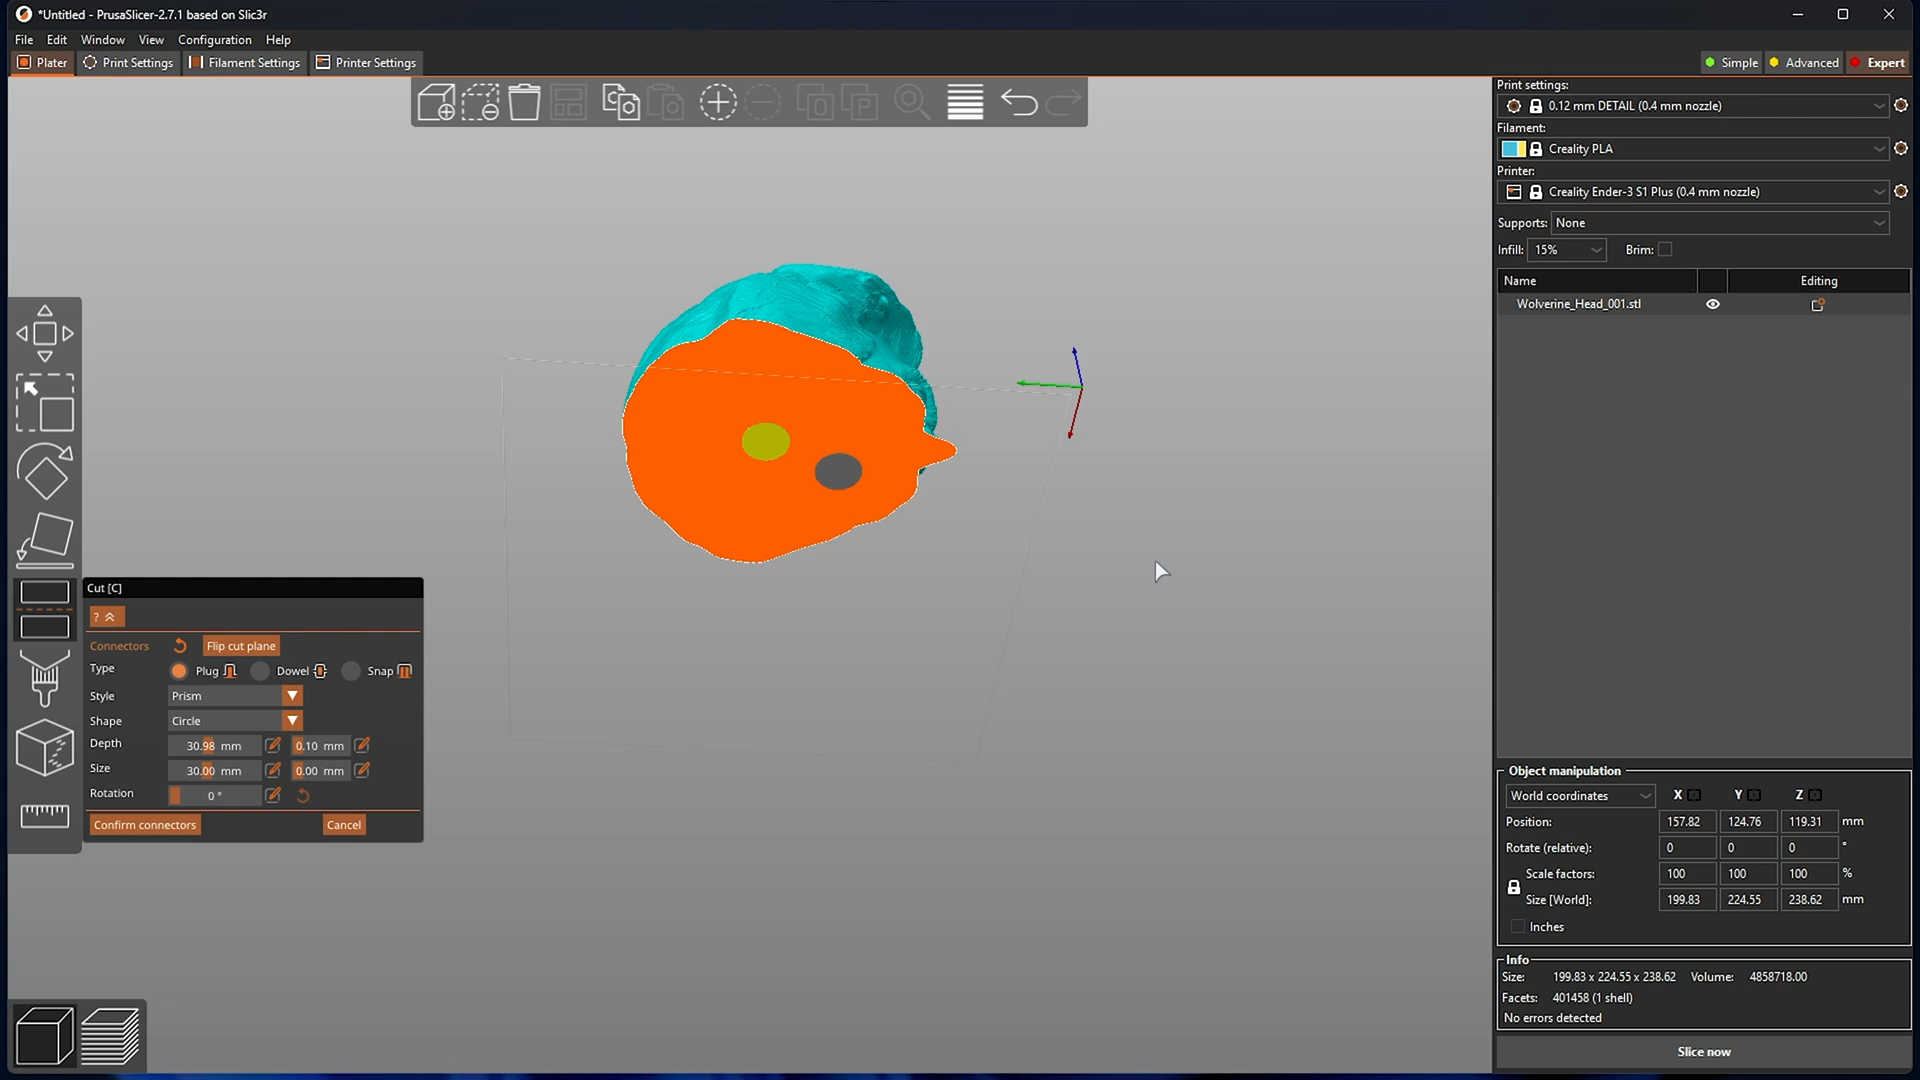 *Untitled - PrusaSlicer-2.7.1 based on Slic3r
File Edit Window View Configuration Help
Plater Print Settings Filament Settings Printer Settings Simple Advanced Expert
Print settings:
0.12 mm DETAIL (0.4 mm nozzle)
Filament:
Creality PLA
Printer:
Creality Ender-3 S1 Plus (0.4 mm nozzle)
Supports: None
Infill: 15% Brim:
Name Editing
Wolverine_Head_001.stl
Cut [C]
?
Connectors Flip cut plane
Type Plug Dowel Snap
Style Prism
Shape Circle
Depth 30.98 mm 0.10 mm
Size 30.00 mm 0.00 mm
Rotation 0 °
Confirm connectors Cancel
Object manipulation
World coordinates X Y Z
Position: 157.82 124.76 119.31 mm
Rotate (relative): 0 0 0 °
Scale factors: 100 100 100 %
Size [World]: 199.83 224.55 238.62 mm
Inches
Info
Size: 199.83 x 224.55 x 238.62 Volume: 4858718.00
Facets: 401458 (1 shell)
No errors detected
Slice now